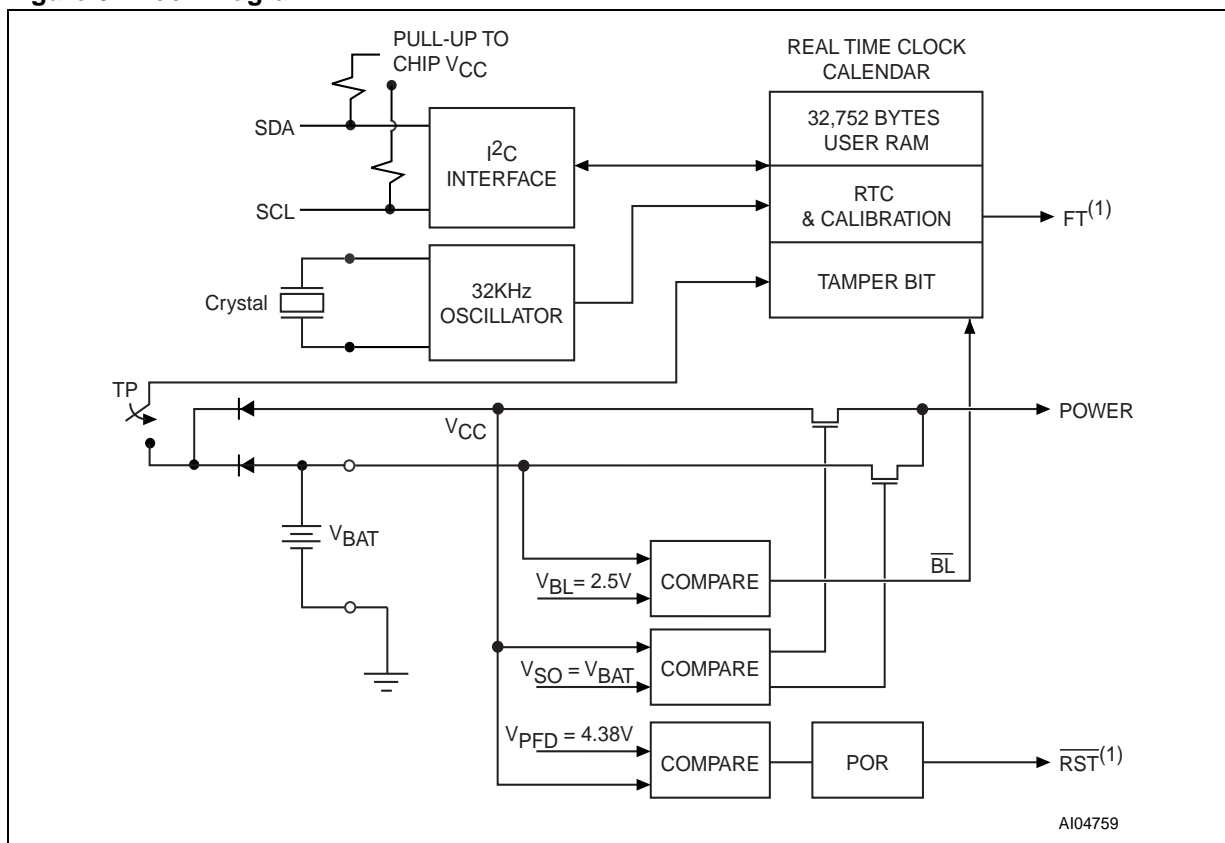 PULL-UP TO
CHIP VCC
REAL TIME CLOCK
CALENDAR
SDA
I2C
INTERFACE
32,752 BYTES
USER RAM
SCL
RTC
& CALIBRATION
FT(1)
Crystal
32KHz
OSCILLATOR
TAMPER BIT
TP
VCC
POWER
VBAT
VBL= 2.5V
COMPARE
BL
VSO = VBAT
COMPARE
VPFD = 4.38V
COMPARE
POR
RST(1)
AI04759